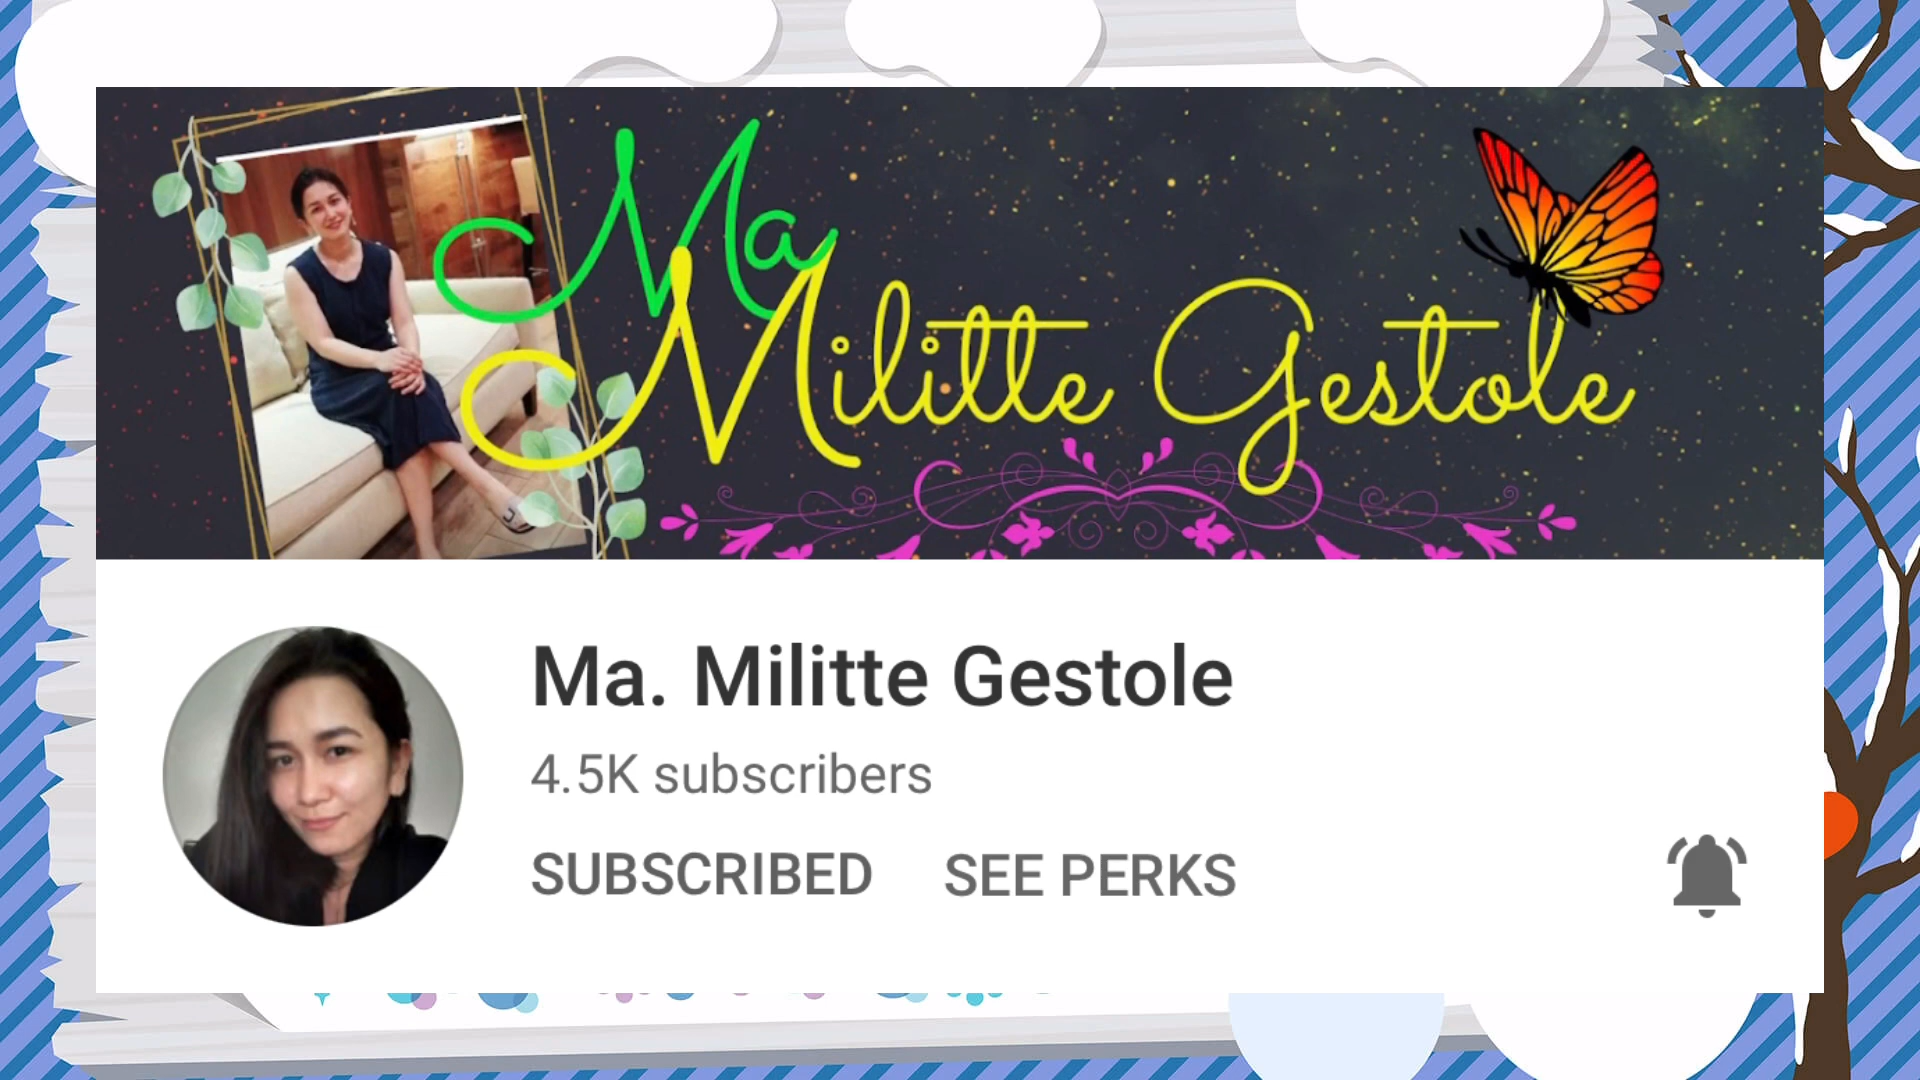 Ma
Militte Gestole
Ma. Militte Gestole
4.5K subscribers
SUBSCRIBED SEE PERKS